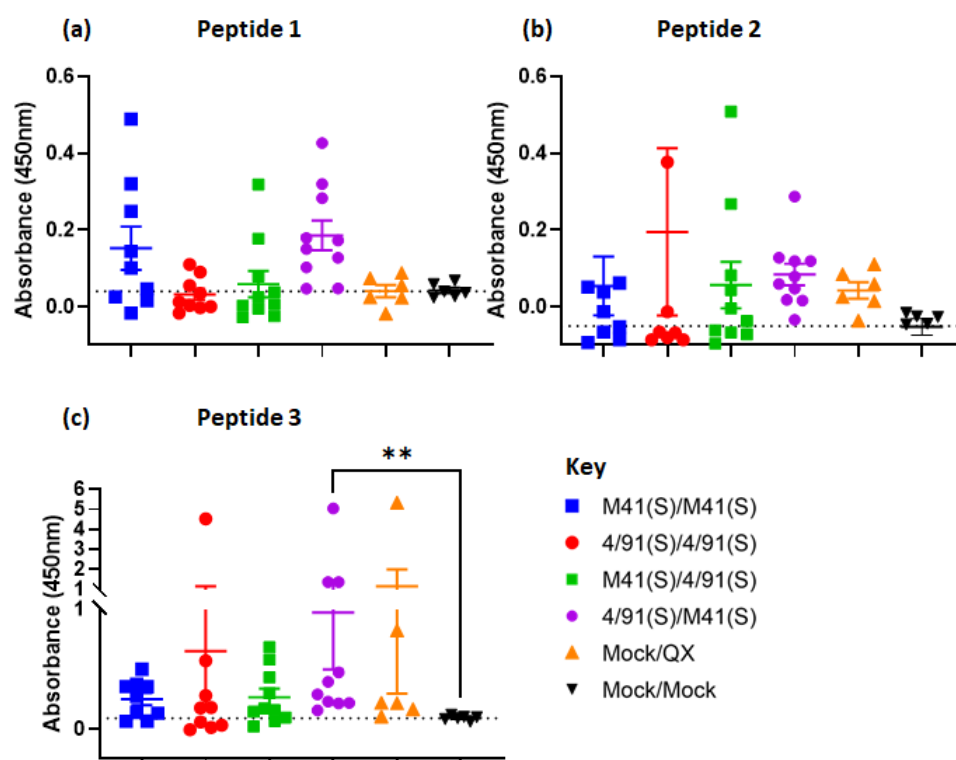 (a) Peptide 1
0.6
0.4
0.2
0.0
Absorbance (450nm)
(b) Peptide 2
0.6
0.4
0.2
0.0
Absorbance (450nm)
(c) Peptide 3
**
6
5
4
3
2
1
1
0
Absorbance (450nm)
Key
M41(S)/M41(S)
4/91(S)/4/91(S)
M41(S)/4/91(S)
4/91(S)/M41(S)
Mock/QX
Mock/Mock